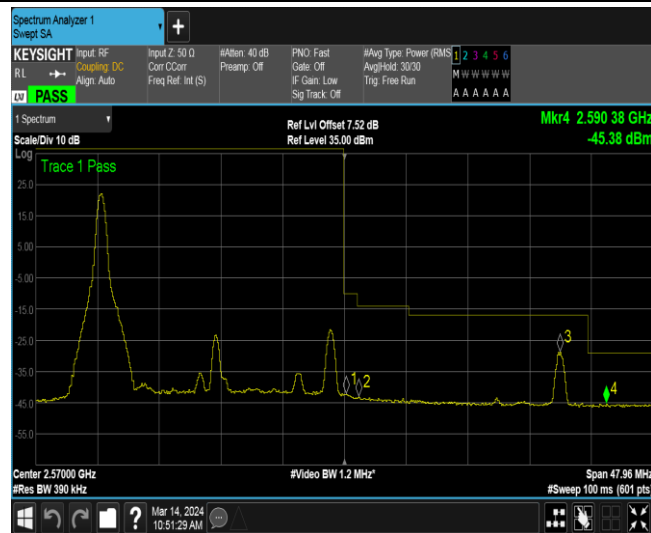 Spectrum Analyzer 1
Swept SA
+
KEYSIGHT
RL
LXI PASS
Input: RF
Coupling: DC
Align: Auto
Input Z: 50 Ω
Corr CCorr
Freq Ref: Int (S)
#Atten: 40 dB
Preamp: Off
PNO: Fast
Gate: Off
IF Gain: Low
Sig Track: Off
#Avg Type: Power (RMS
Avg|Hold: 30/30
Trig: Free Run
1 2 3 4 5 6
M W W W W W
A A A A A A
1 Spectrum
Scale/Div 10 dB
Ref Lvl Offset 7.52 dB
Ref Level 35.00 dBm
Mkr4 2.590 38 GHz
-45.38 dBm
Log
Trace 1 Pass
25.0
15.0
5.00
-5.00
-15.0
-25.0
-35.0
-45.0
-55.0
1
2
3
4
Center 2.57000 GHz
#Res BW 390 kHz
#Video BW 1.2 MHz*
Span 47.96 MHz
#Sweep 100 ms (601 pts)
?
Mar 14, 2024
10:51:29 AM